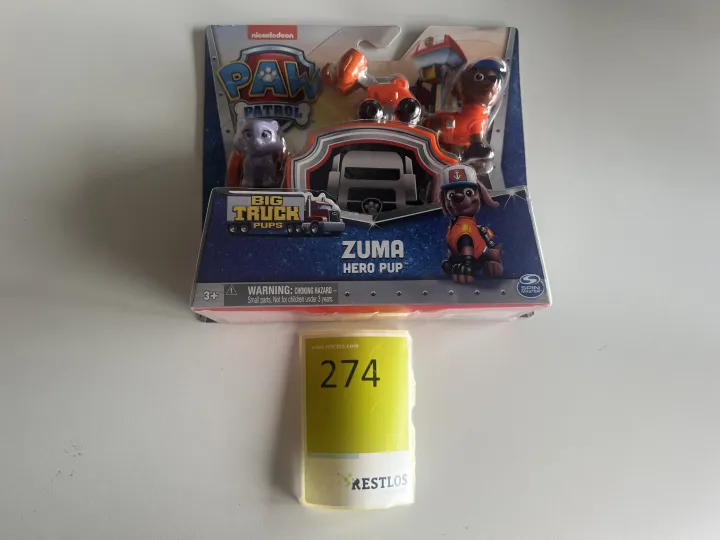 nickelodeon
PAW
PATROL
BIG
TRUCK
PUPS
ZUMA
HERO PUP
3+
WARNING: CHOKING HAZARD –
Small parts. Not for children under 3 years.
SPIN
MASTER
274
RESTLOS